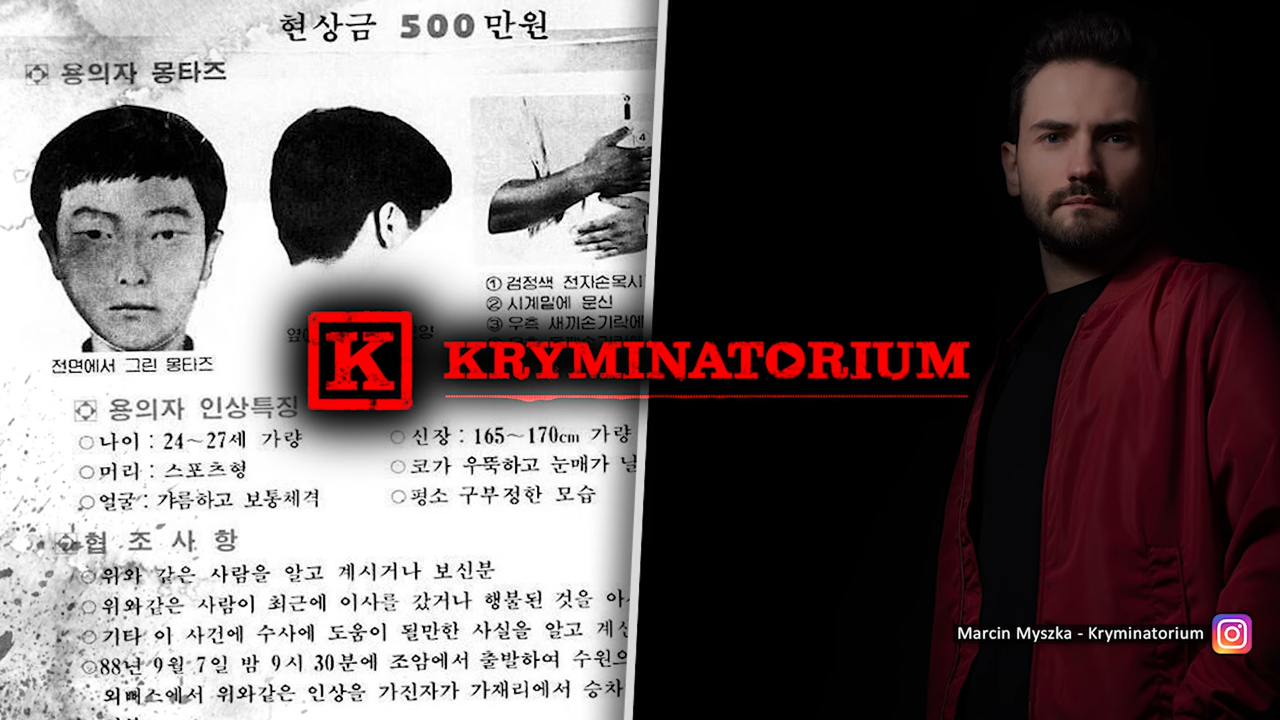 현상금 500만원
용의자 몽타즈
① 검정색 전자손목시
② 시계밑에 문신
③ 우측 새끼손가락에
전면에서 그린 몽타즈
K KRYMINATORIUM
용의자 인상특징
○나이 : 24~27세 가량
○신장 : 165~170cm 가량
○머리 : 스포츠형
○코가 우뚝하고 눈매가 날
○얼굴 : 갸름하고 보통체격
○평소 구부정한 모습
협 조 사 항
○위와 같은 사람을 알고 계시거나 보신분
○위와같은 사람이 최근에 이사를 갔거나 행불된 것을 아
○기타 이 사건에 수사에 도움이 될만한 사실을 알고 계신
○88년 9월 7일 밤 9시 30분에 조암에서 출발하여 수원으
외뻐스에서 위와같은 인상을 가진자가 가재리에서 승차
Marcin Myszka - Kryminatorium